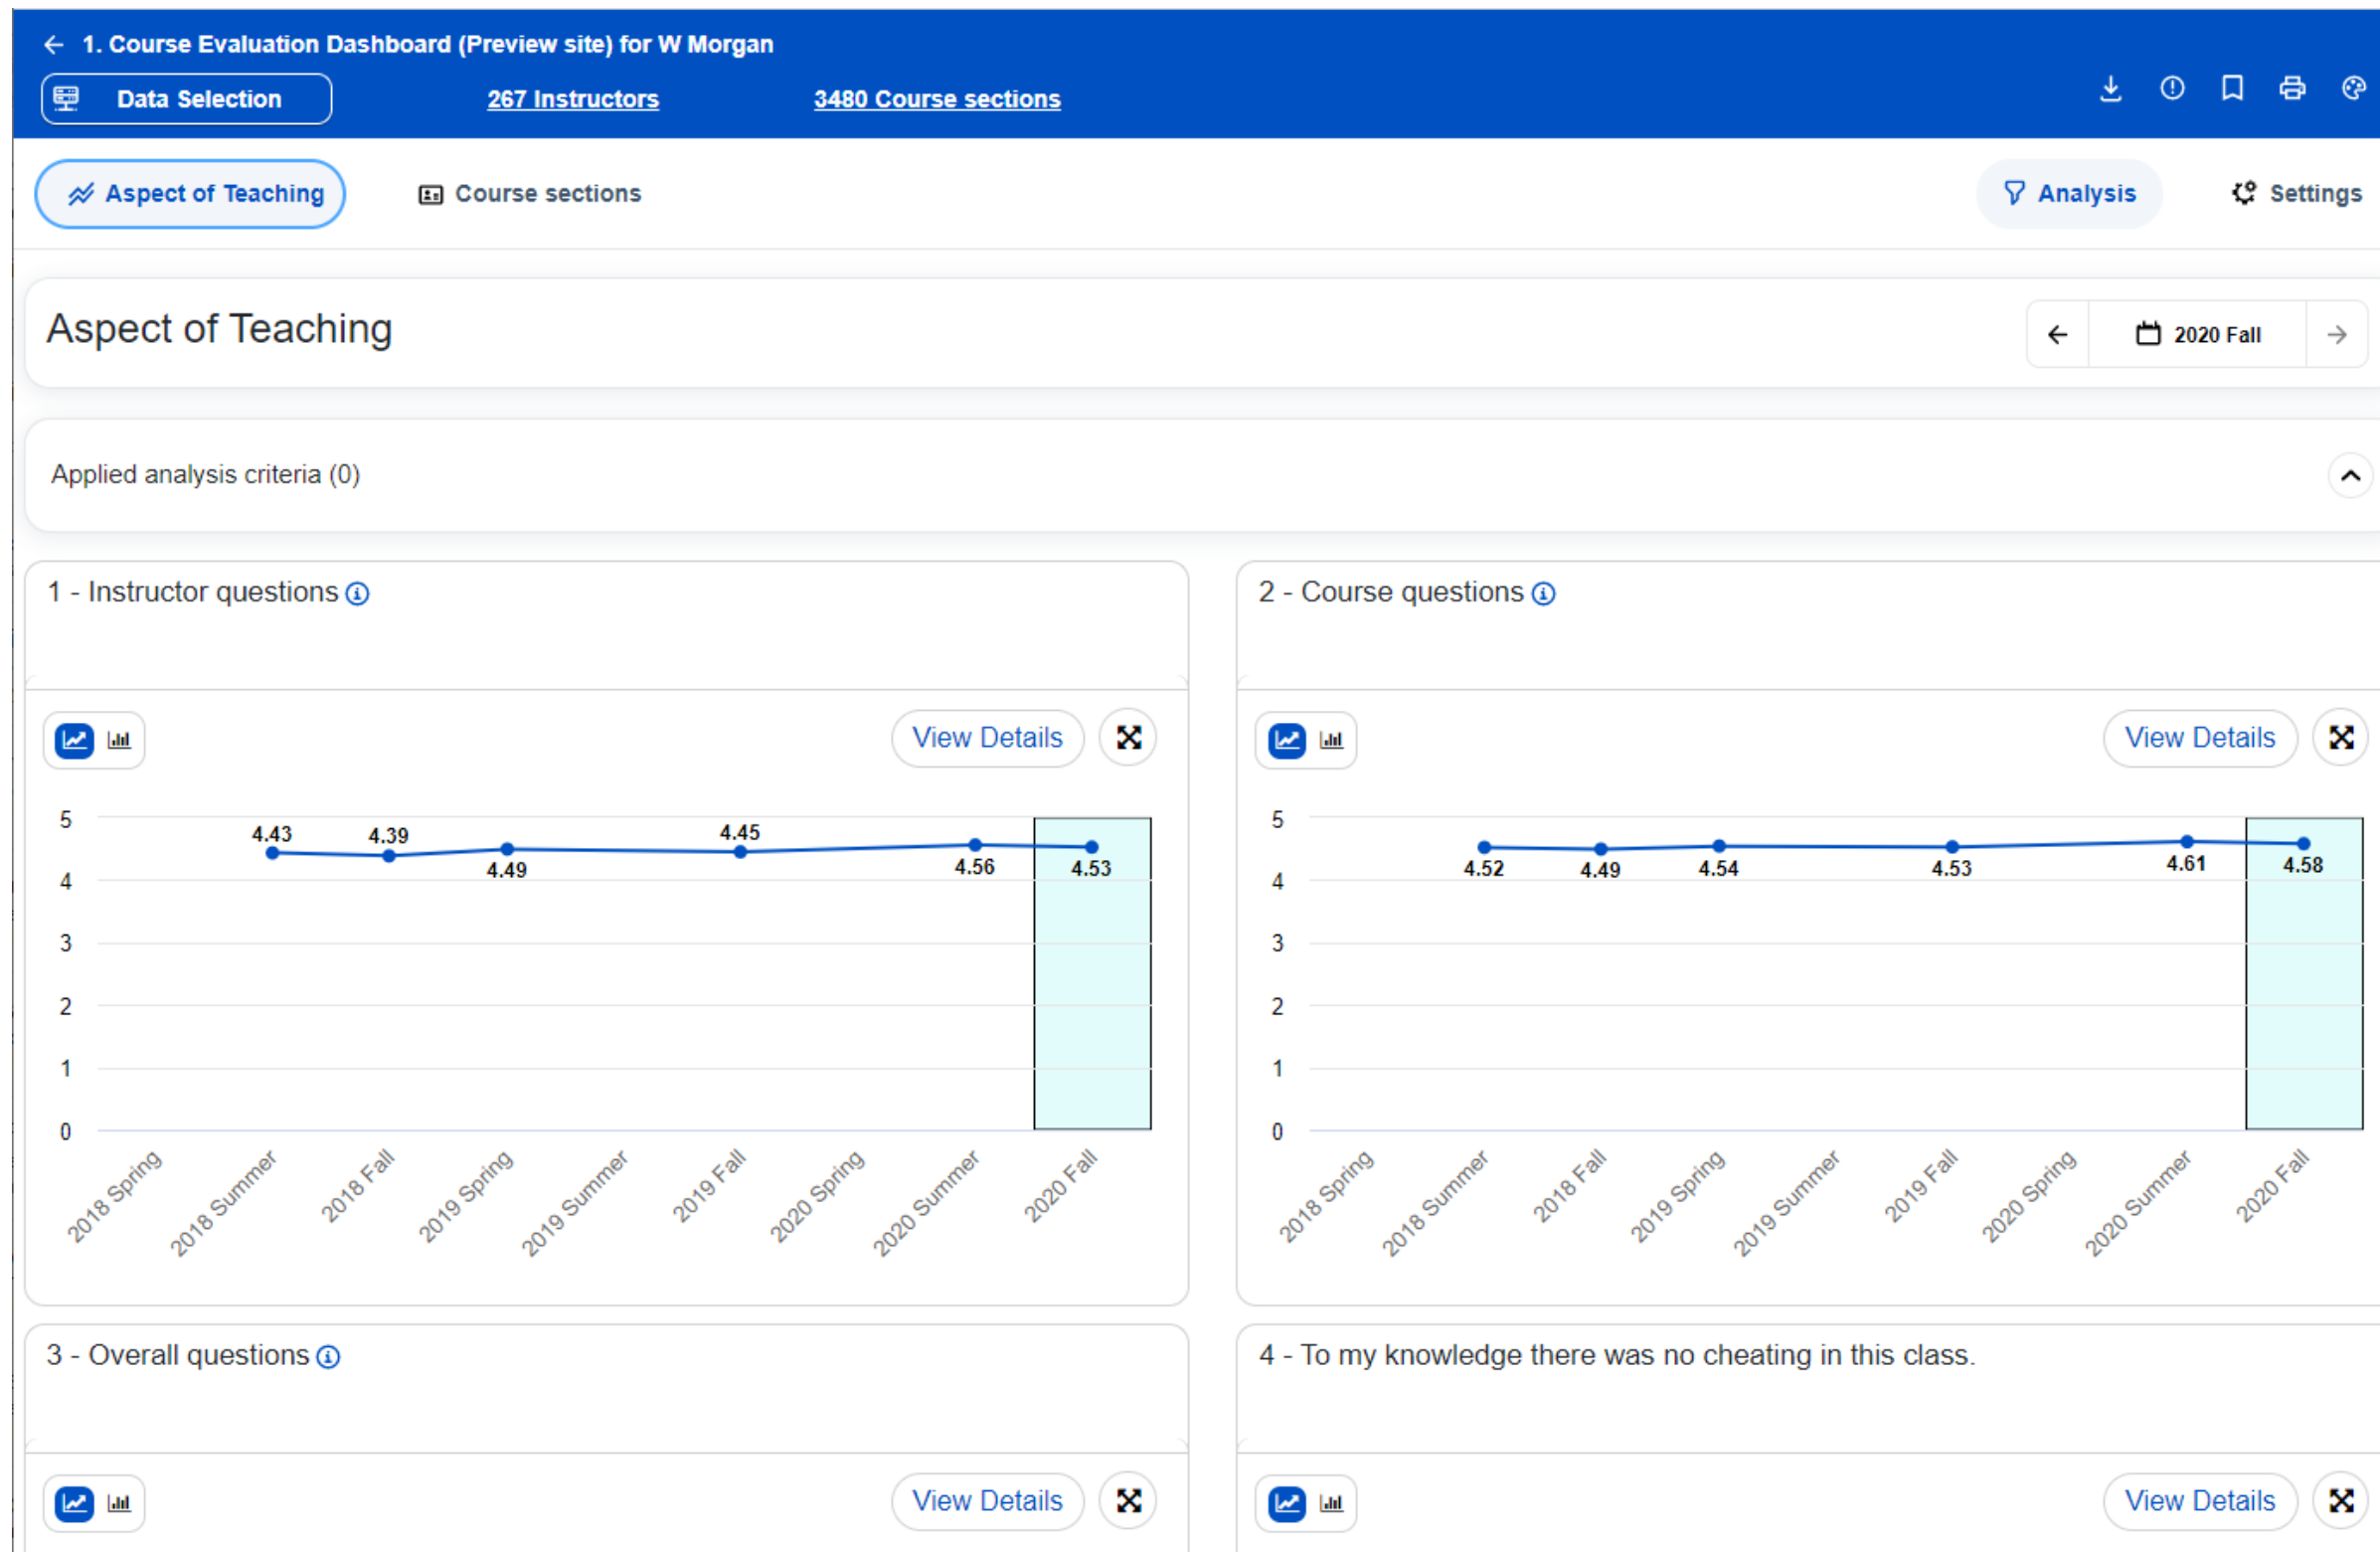 1. Course Evaluation Dashboard (Preview site) for W Morgan
Data Selection
267 Instructors
3480 Course sections
Aspect of Teaching
Course sections
Analysis
Settings
Aspect of Teaching
2020 Fall
Applied analysis criteria (0)
1 - Instructor questions
View Details
5
4
3
2
1
0
4.43
4.39
4.49
4.45
4.56
4.53
2018 Spring
2018 Summer
2018 Fall
2019 Spring
2019 Summer
2019 Fall
2020 Spring
2020 Summer
2020 Fall
2 - Course questions
View Details
5
4
3
2
1
0
4.52
4.49
4.54
4.53
4.61
4.58
2018 Spring
2018 Summer
2018 Fall
2019 Spring
2019 Summer
2019 Fall
2020 Spring
2020 Summer
2020 Fall
3 - Overall questions
View Details
4 - To my knowledge there was no cheating in this class.
View Details